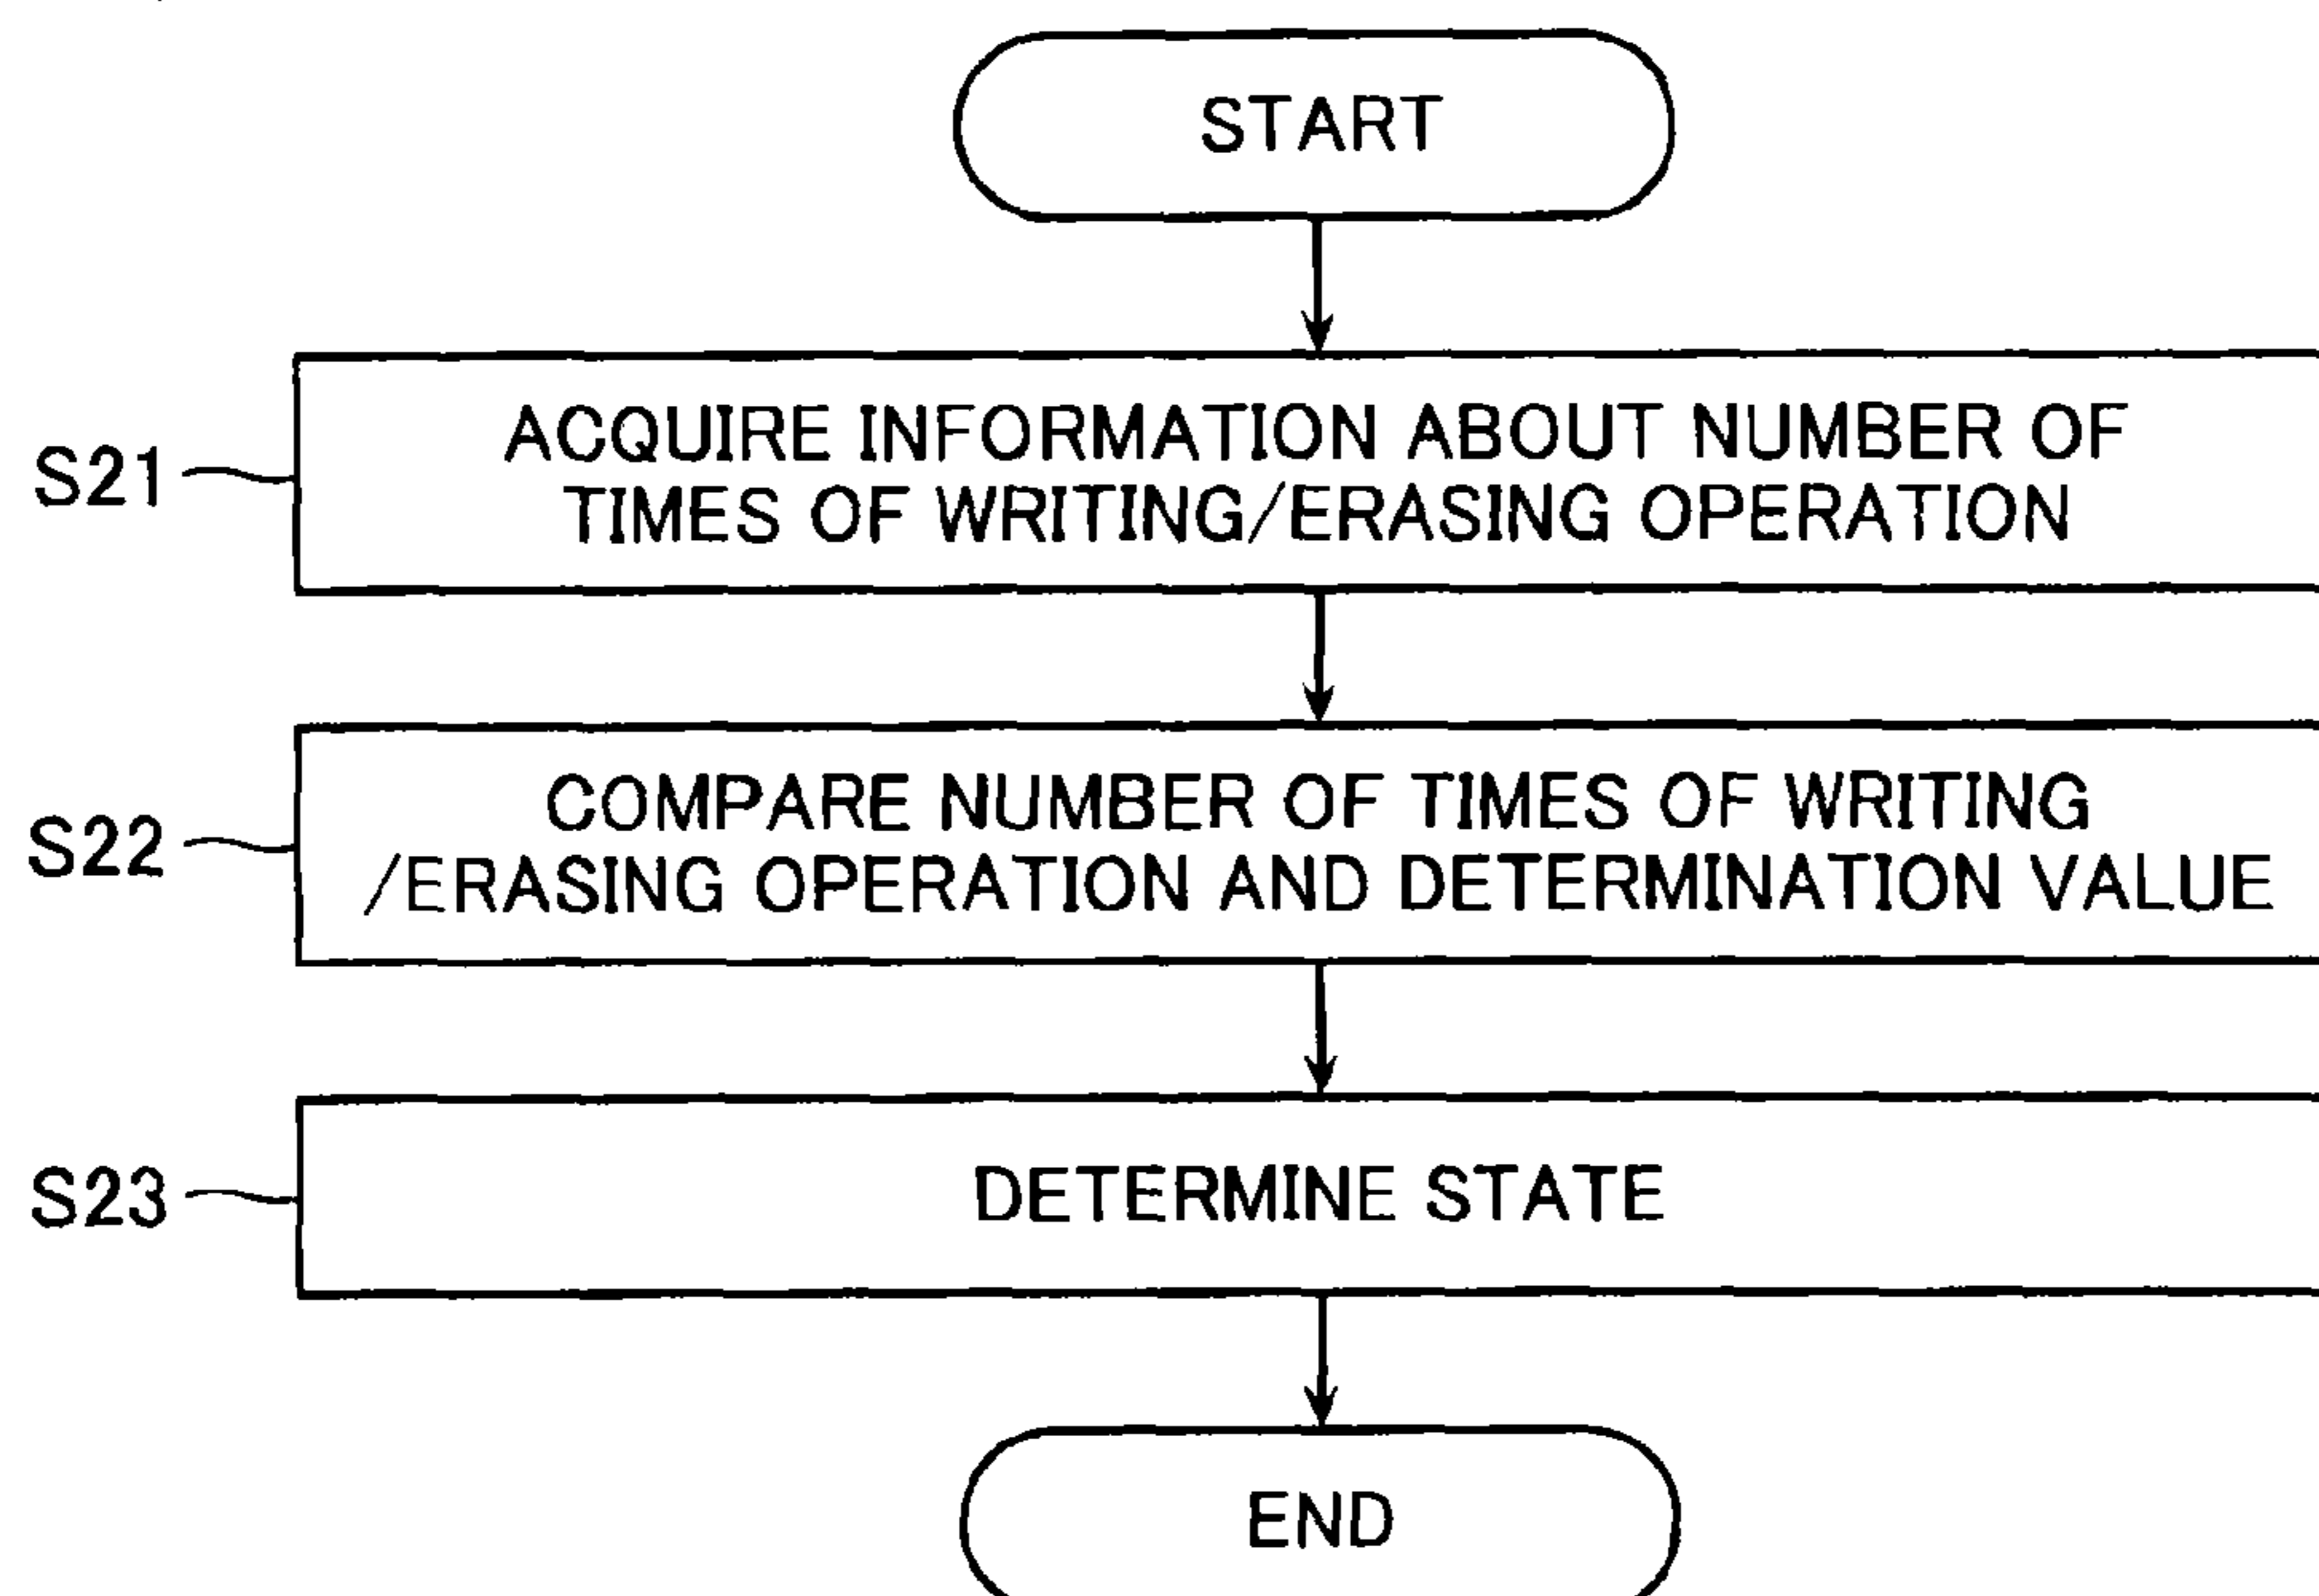 START
S21
ACQUIRE INFORMATION ABOUT NUMBER OF
TIMES OF WRITING/ERASING OPERATION
S22
COMPARE NUMBER OF TIMES OF WRITING
/ERASING OPERATION AND DETERMINATION VALUE
S23
DETERMINE STATE
END